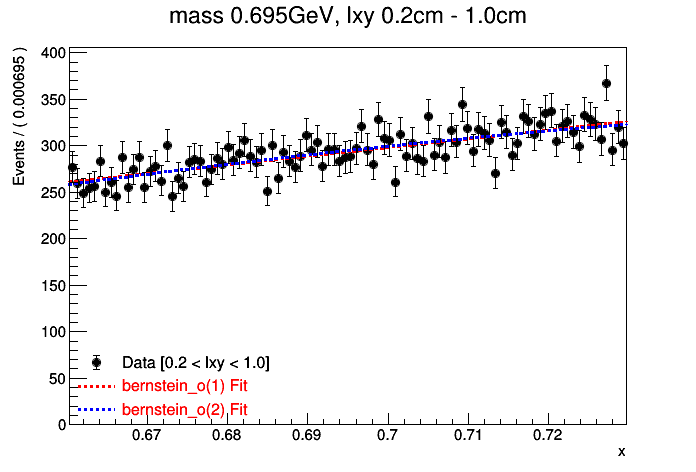 mass 0.695GeV, lxy 0.2cm - 1.0cm
Events / ( 0.000695 )
400
350
300
250
200
150
100
50
0
Data [0.2 < lxy < 1.0]
bernstein_o(1) Fit
bernstein_o(2) Fit
0.67 0.68 0.69 0.7 0.71 0.72
x